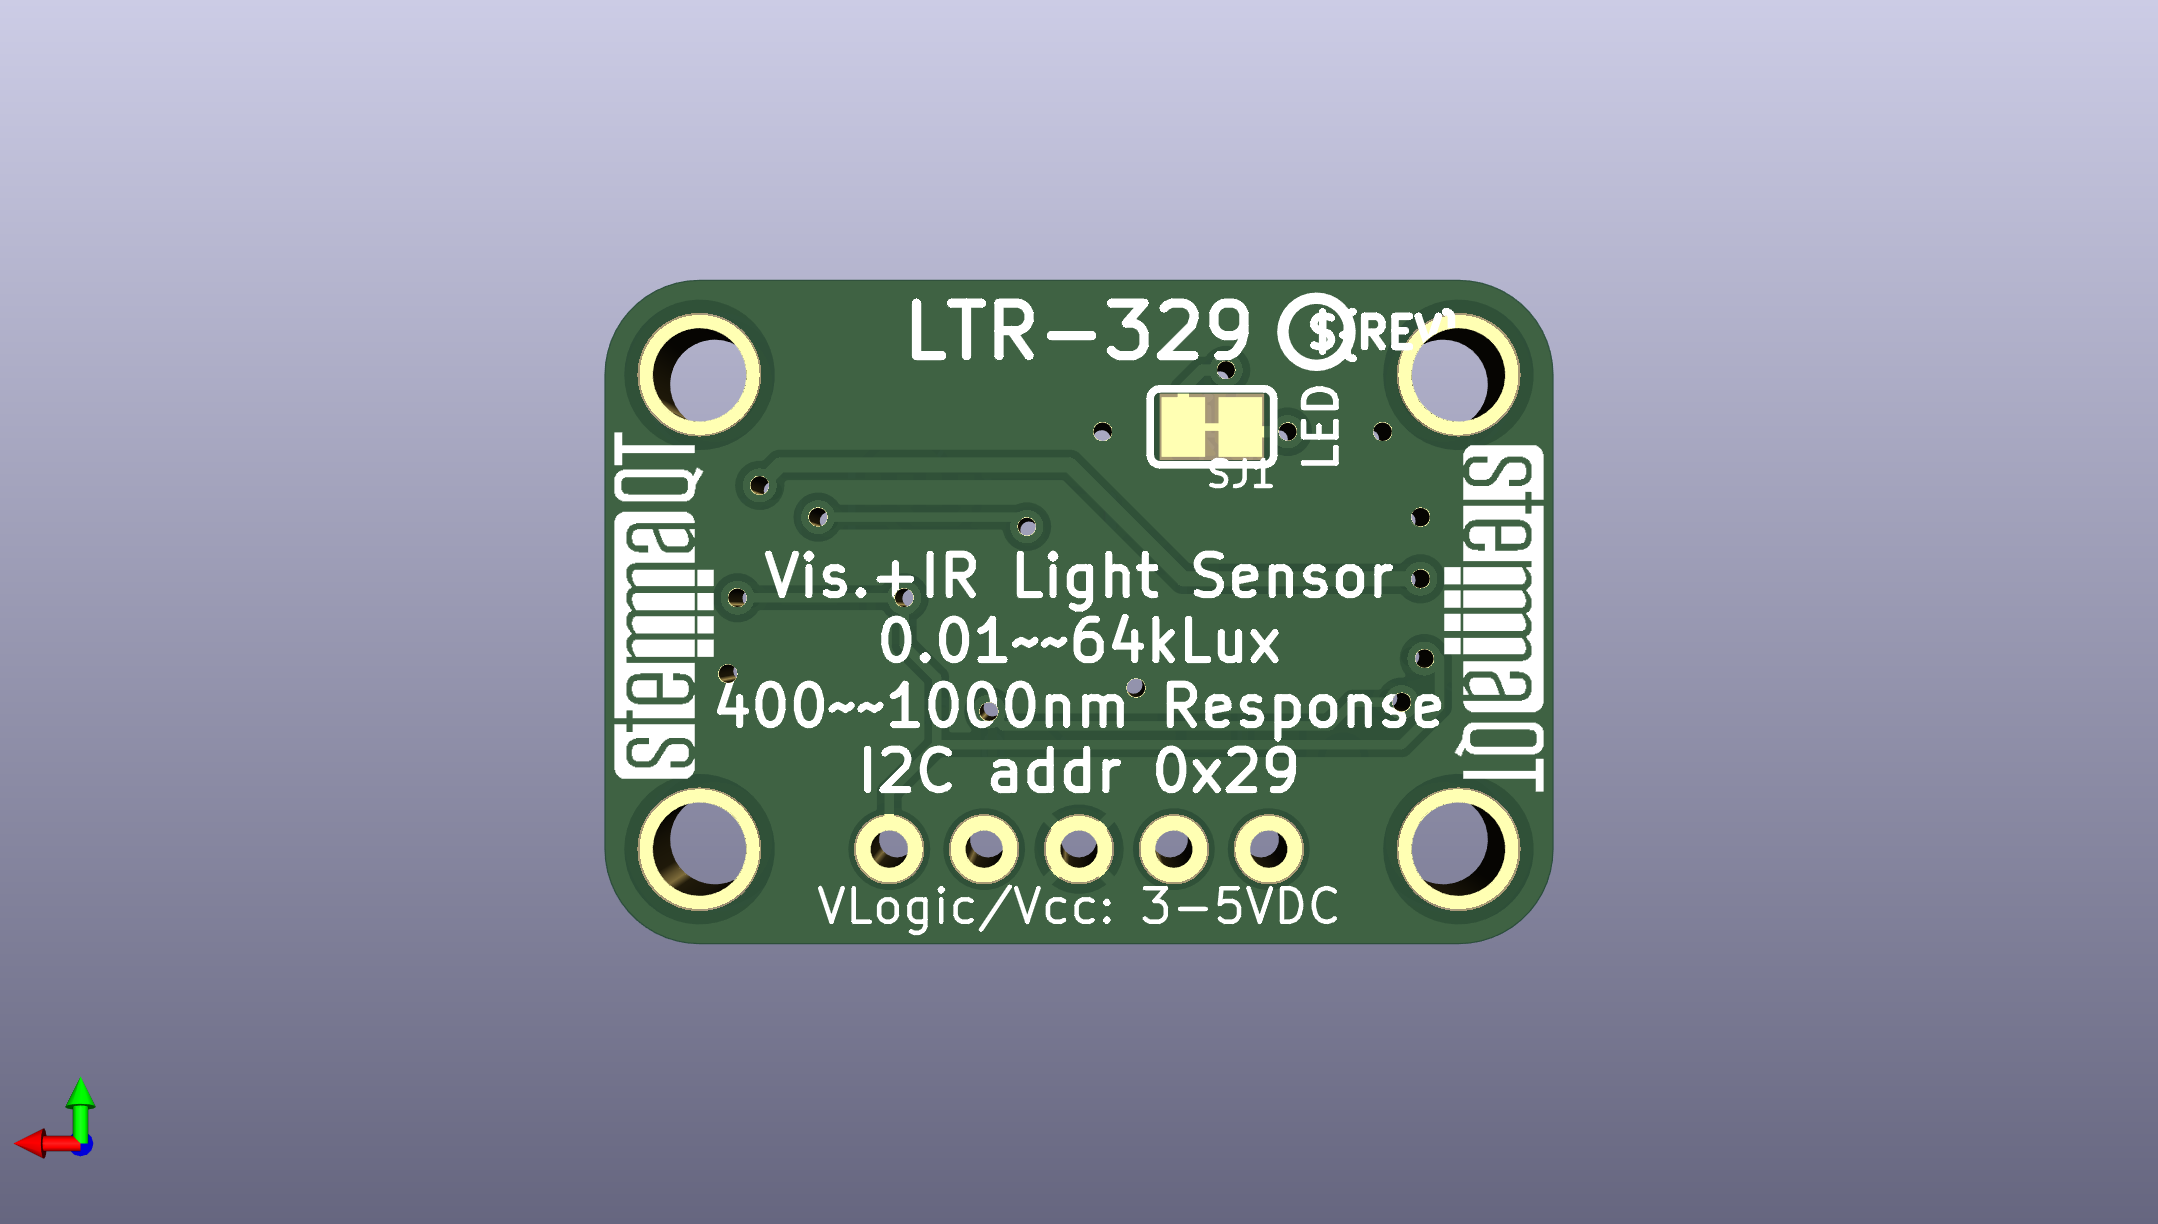 LTR-329
${REV}
LED
SJ1
stemmaQT
stemmaQT
Vis.+IR Light Sensor
0.01~~64kLux
400~~1000nm Response
I2C addr 0x29
VLogic/Vcc: 3-5VDC